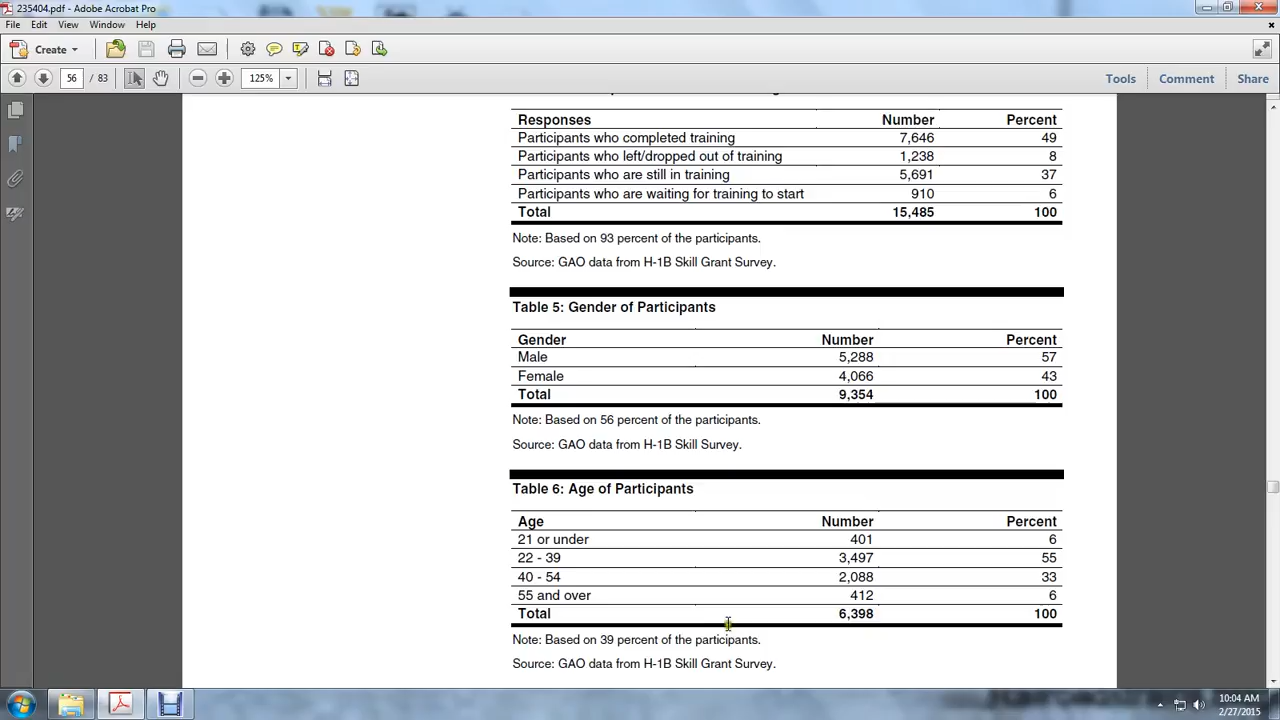 235404.pdf - Adobe Acrobat Pro
File Edit View Window Help
Create
56 / 83 125% Tools Comment Share
Responses Number Percent
Participants who completed training 7,646 49
Participants who left/dropped out of training 1,238 8
Participants who are still in training 5,691 37
Participants who are waiting for training to start 910 6
Total 15,485 100
Note: Based on 93 percent of the participants.
Source: GAO data from H-1B Skill Grant Survey.
Table 5: Gender of Participants
Gender Number Percent
Male 5,288 57
Female 4,066 43
Total 9,354 100
Note: Based on 56 percent of the participants.
Source: GAO data from H-1B Skill Survey.
Table 6: Age of Participants
Age Number Percent
21 or under 401 6
22 - 39 3,497 55
40 - 54 2,088 33
55 and over 412 6
Total 6,398 100
Note: Based on 39 percent of the participants.
Source: GAO data from H-1B Skill Grant Survey.
10:04 AM
2/27/2015